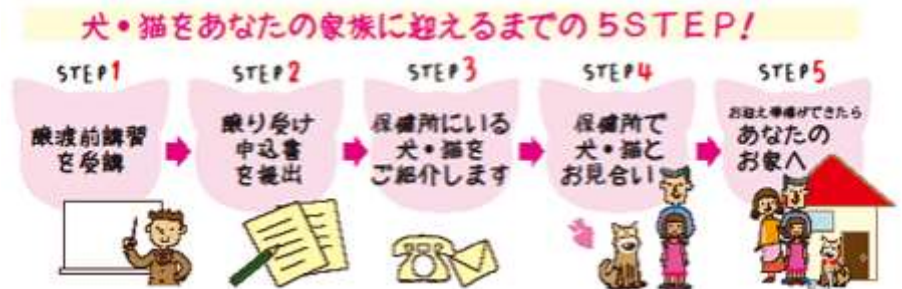 犬・猫をあなたの家族に迎えるまでの5STEP!
STEP1
譲渡前講習
を受講
STEP2
譲り受け
申込書
を提出
STEP3
保健所にいる
犬・猫を
ご紹介します
STEP4
保健所で
犬・猫と
お見合い
STEP5
お迎え準備ができたら
あなたの
お家へ